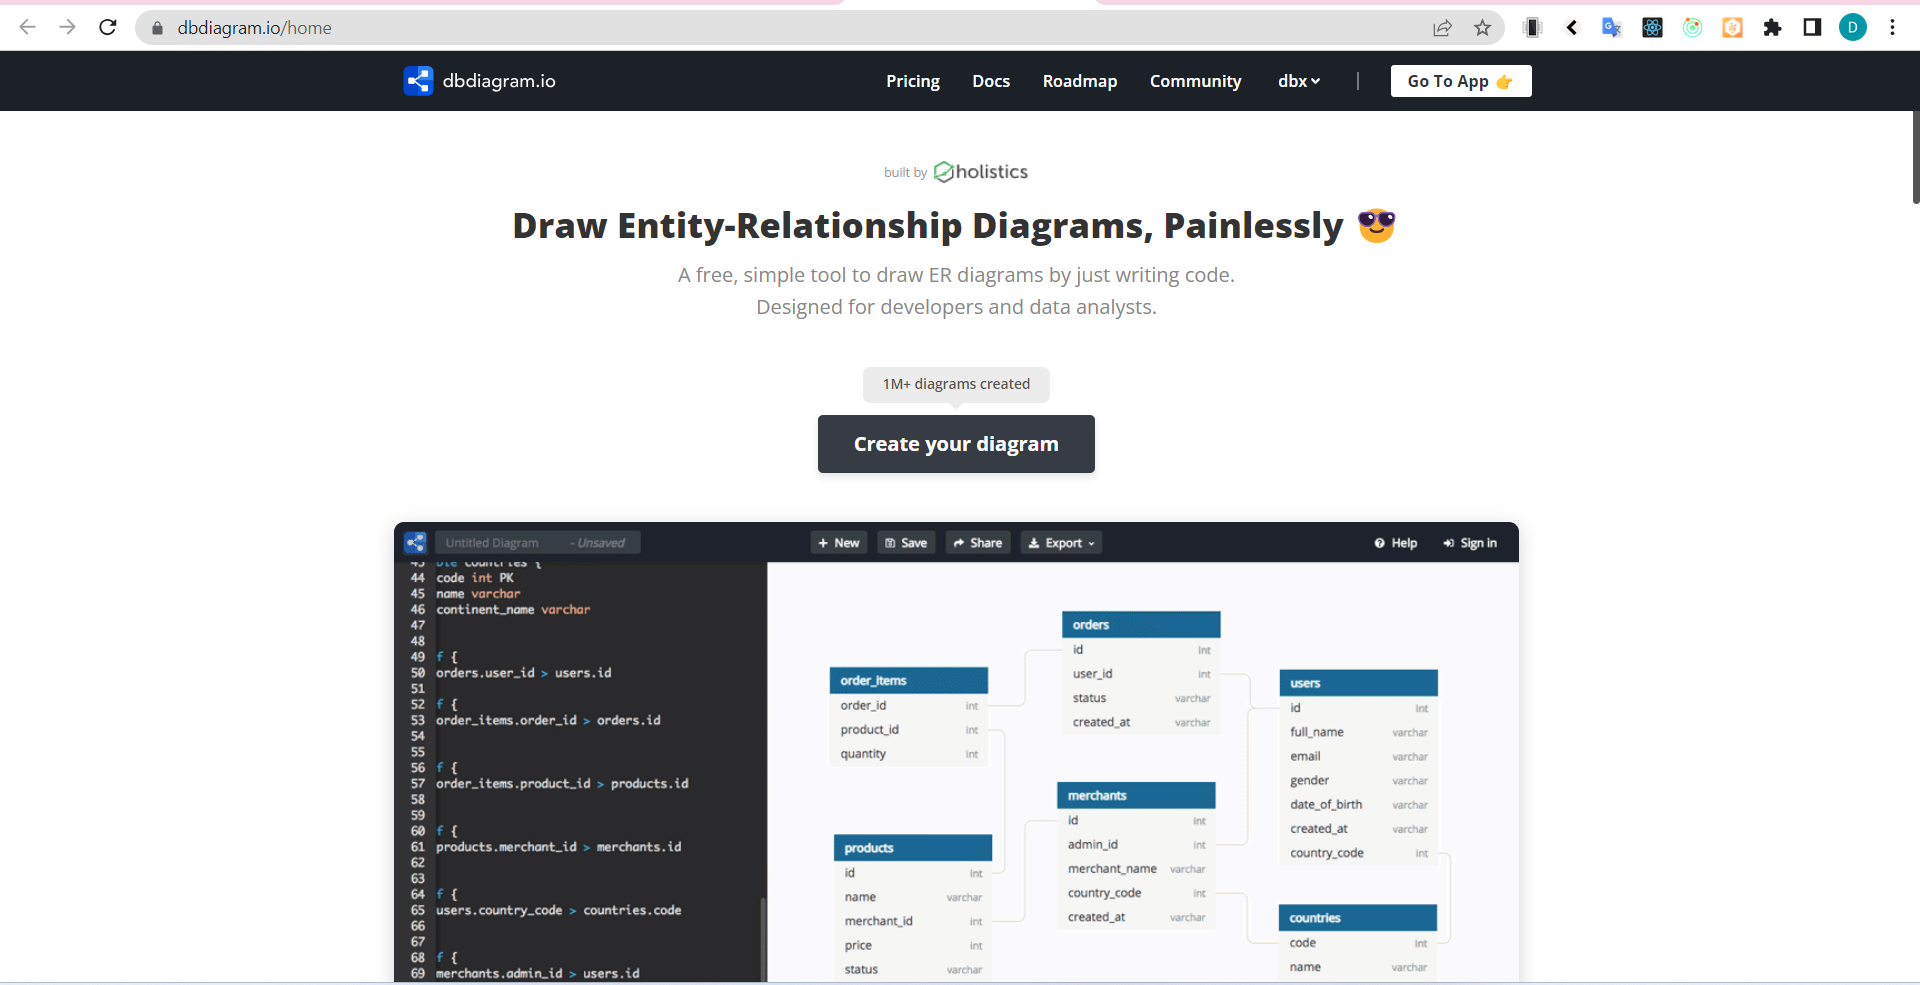 dbdiagram.io/home
D
dbdiagram.io
Pricing Docs Roadmap Community dbx | Go To App 👉
built by holistics
Draw Entity-Relationship Diagrams, Painlessly 😎
A free, simple tool to draw ER diagrams by just writing code.
Designed for developers and data analysts.
1M+ diagrams created
Create your diagram
Untitled Diagram - Unsaved + New Save Share Export Help Sign in
43 ble countries {
44 code int PK
45 name varchar
46 continent_name varchar
47
48
49 f {
50 orders.user_id > users.id
51
52 f {
53 order_items.order_id > orders.id
54
55
56 f {
57 order_items.product_id > products.id
58
59
60 f {
61 products.merchant_id > merchants.id
62
63
64 f {
65 users.country_code > countries.code
66
67
68 f {
69 merchants.admin_id > users.id
order_items
order_id int
product_id int
quantity int
orders
id int
user_id int
status varchar
created_at varchar
users
id int
full_name varchar
email varchar
gender varchar
date_of_birth varchar
created_at varchar
country_code int
merchants
id int
admin_id int
merchant_name varchar
country_code int
created_at varchar
products
id int
name varchar
merchant_id int
price int
status varchar
countries
code int
name varchar